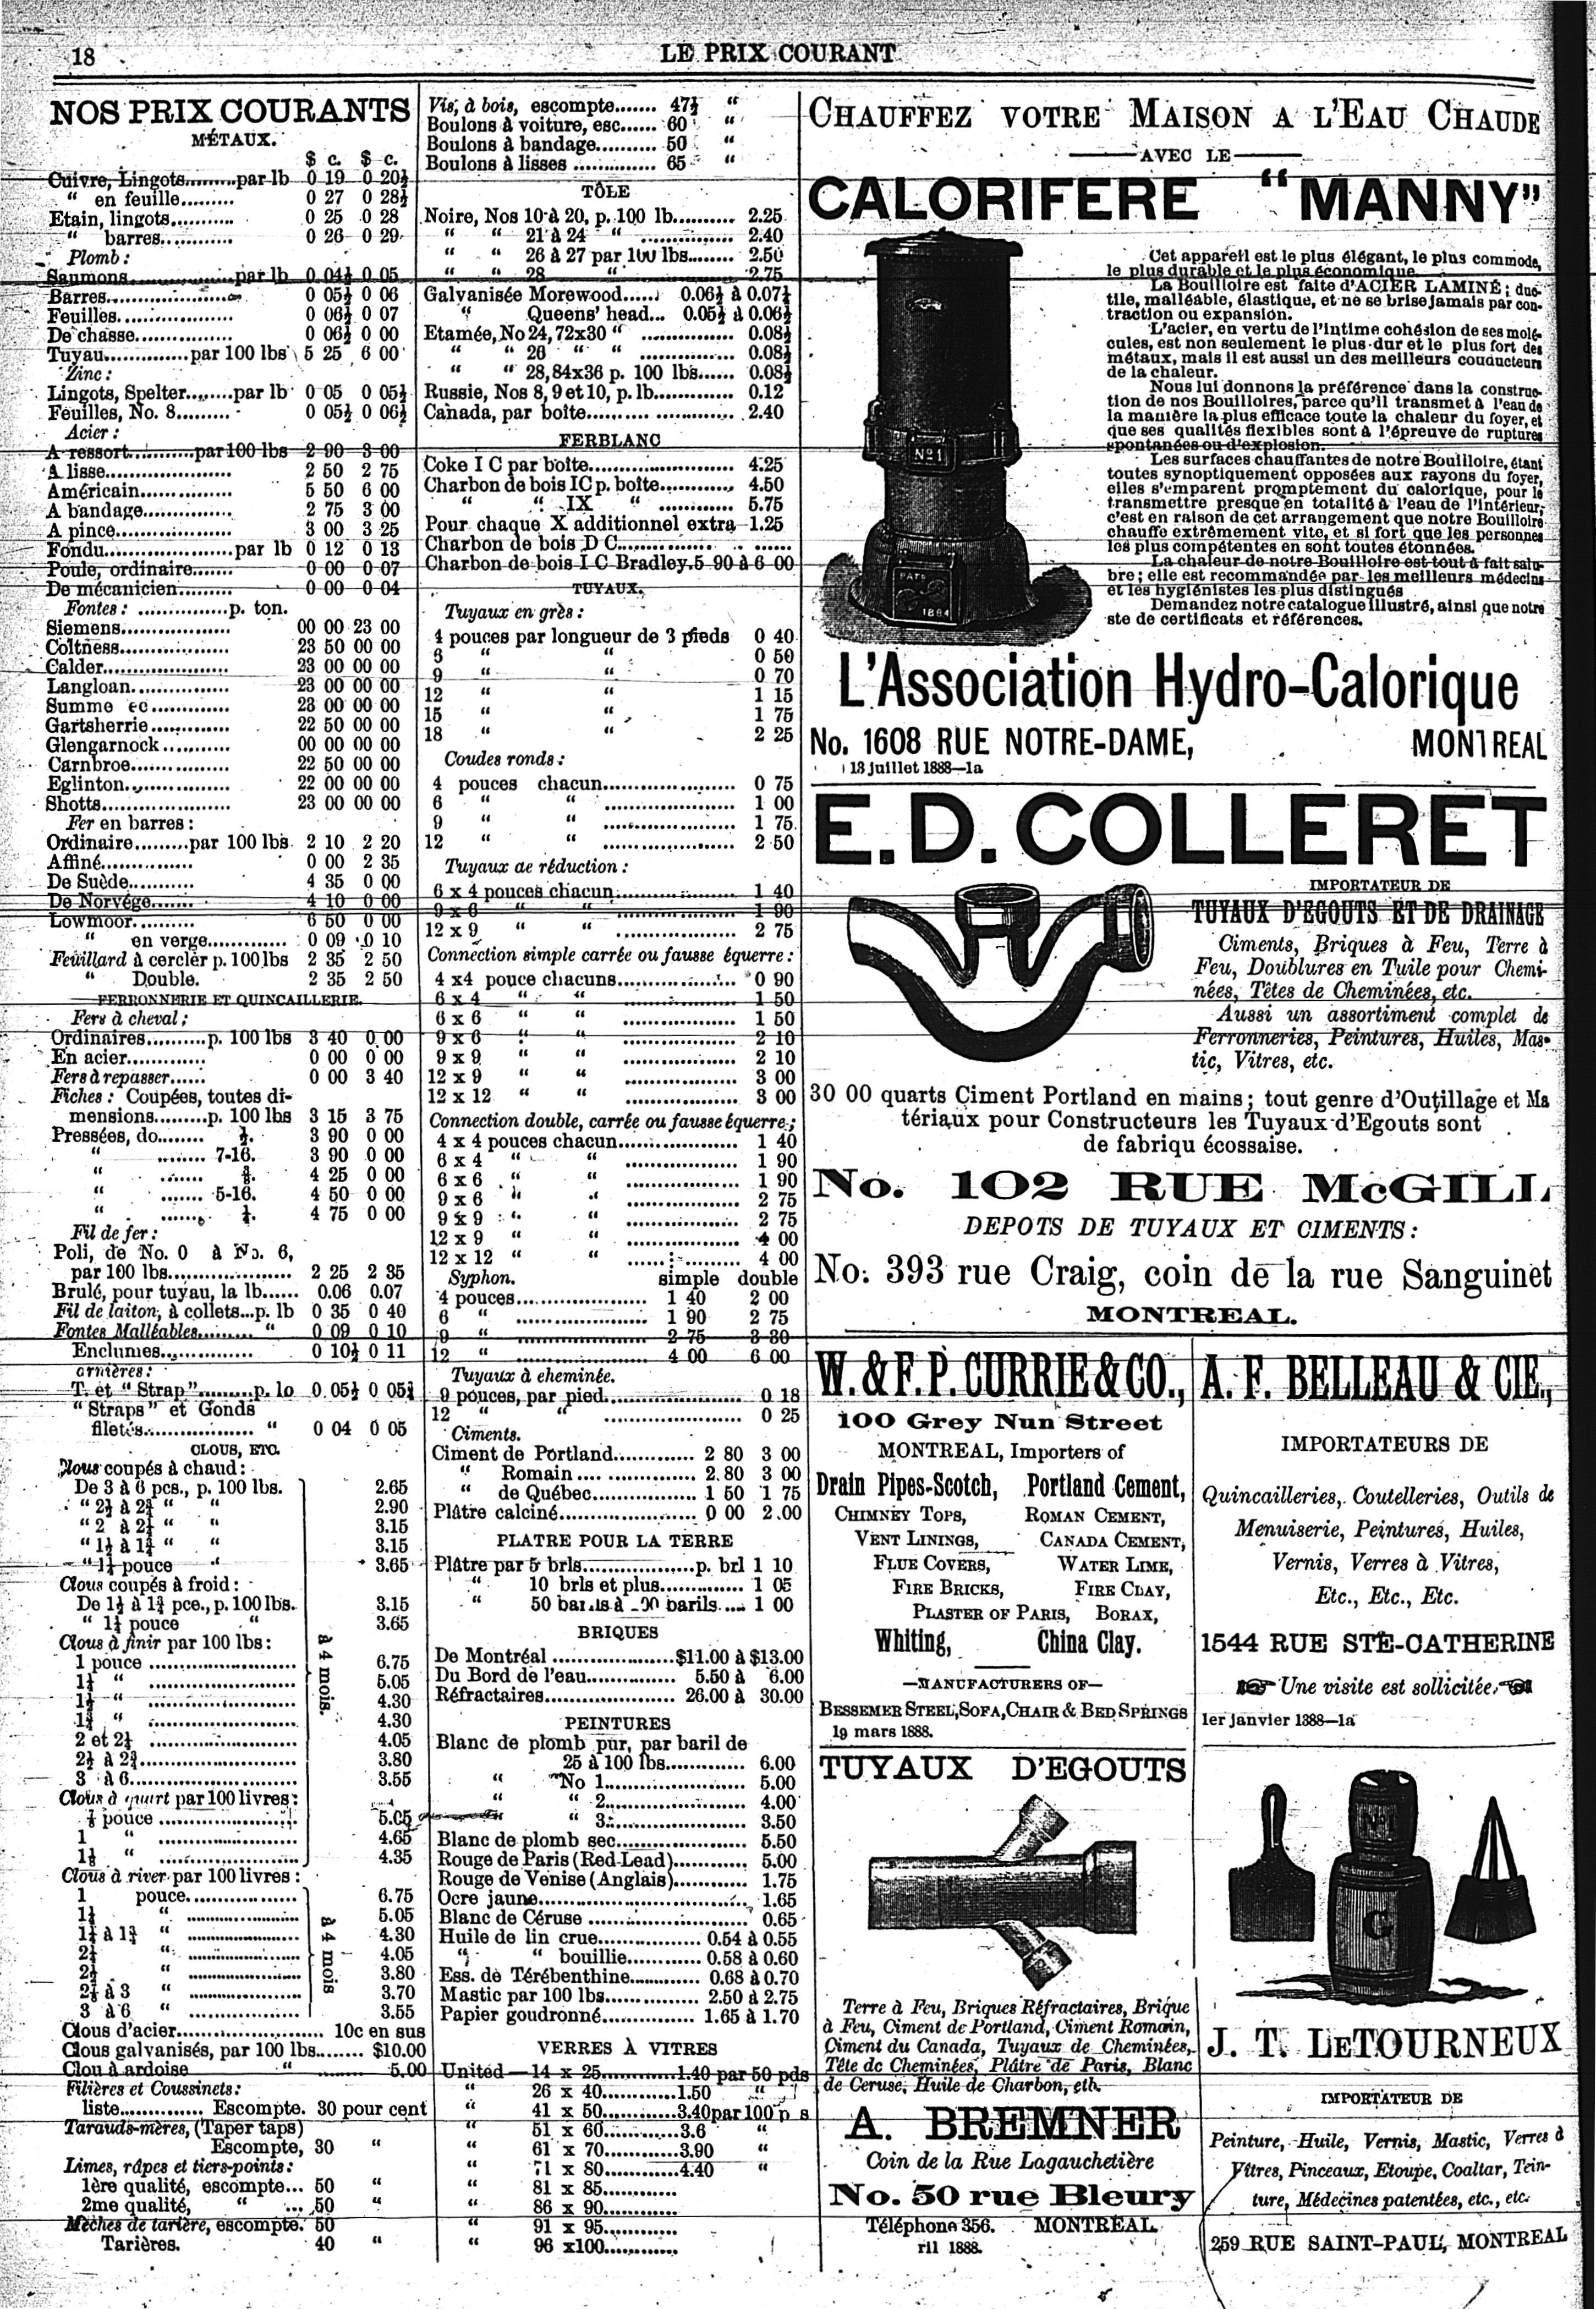 18
LE PRIX COURANT
NOS PRIX COURANTS
MÉTAUX.
$ c. $ c.
Cuivre, Lingots.........par lb 0 19 0 20½
“ en feuille......... 0 27 0 28½
Etain, lingots........... 0 25 0 28
“ barres............ 0 26 0 29
Plomb :
Saumons...............par lb 0 04½ 0 05
Barres.................. 0 05½ 0 06
Feuilles................. 0 06½ 0 07
De chasse............... 0 06½ 0 00
Tuyau.............par 100 lbs 5 25 6 00
Zinc :
Lingots, Spelter........par lb 0 05 0 05½
Feuilles, No. 8......... 0 05½ 0 06½
Acier :
A ressort...........par 100 lbs 2 90 3 00
A lisse.................. 2 50 2 75
Américain............. 5 50 6 00
A bandage............. 2 75 3 00
A pince................. 3 00 3 25
Fondu.................par lb 0 12 0 13
Poule, ordinaire....... 0 00 0 07
De mécanicien......... 0 00 0 04
Fontes : .............p. ton.
Siemens................. 00 00 23 00
Coltness................. 23 50 00 00
Calder................... 23 00 00 00
Langloan................ 23 00 00 00
Summe ec............. 23 00 00 00
Gartsherrie............. 22 50 00 00
Glengarnock........... 00 00 00 00
Carnbroe................ 22 50 00 00
Eglinton................. 22 00 00 00
Shotts................... 23 00 00 00
Fer en barres :
Ordinaire.........par 100 lbs. 2 10 2 20
Affiné.............. 0 00 2 35
De Suède.......... 4 35 0 00
De Norvége....... 4 10 0 00
Lowmoor.......... 6 50 0 00
“ en verge............. 0 09 0 10
Feuillard à cercler p. 100 lbs 2 35 2 50
“ Double. 2 35 2 50
FERRONNERIE ET QUINCAILLERIE.
Fers à cheval ;
Ordinaires..........p. 100 lbs 3 40 0 00
En acier............. 0 00 0 00
Fers à repasser...... 0 00 3 40
Fiches : Coupées, toutes di-
mensions........p. 100 lbs 3 15 3 75
Pressées, do........ ½. 3 90 0 00
“ ........ 7-16. 3 90 0 00
“ ....... ⅜. 4 25 0 00
“ ....... 5-16. 4 50 0 00
“ ....... ¼. 4 75 0 00
Fil de fer :
Poli, de No. 0 à No. 6,
par 100 lbs.................. 2 25 2 35
Brulé, pour tuyau, la lb...... 0.06 0.07
Fil de laiton, à collets...p. lb 0 35 0 40
Fontes Malléables......... “ 0 09 0 10
Enclumes............... 0 10½ 0 11
arnières :
T. et “ Strap”.........p. lo 0.05½ 0 05¾
“Straps” et Gonds
filetés.................. “ 0 04 0 05
CLOUS, ETC.
Clous coupés à chaud :
De 3 à 6 pcs., p. 100 lbs. 2.65
“ 2½ à 2¾ “ “ 2.90
“ 2 à 2¼ “ “ 3.15
“ 1½ à 1¾ “ “ 3.15
“ 1¼ pouce “ 3.65
Clous coupés à froid :
De 1½ à 1¾ pce., p. 100 lbs. 3.15
“ 1¼ pouce “ 3.65
Clous à finir par 100 lbs :
1 pouce ...................... 6.75
1¼ “ ...................... 5.05
1½ “ ...................... 4.30
1¾ “ ...................... 4.30
2 et 2¼ ...................... 4.05
2½ à 2¾...................... 3.80
3 à 6........................ 3.55
à 4 mois.
Clous à quart par 100 livres :
⅞ pouce .................... 5.05
1 “ .................... 4.65
1⅛ “ .................... 4.35
Clous à river par 100 livres :
1 pouce................ 6.75
1¼ “ ................ 5.05
1½ à 1¾ “ ................ 4.30
2¼ “ ................ 4.05
2½ “ ................ 3.80
2¾ à 3 “ ................ 3.70
3 à 6 “ ................ 3.55
à 4 mois
Clous d'acier......................... 10c en sus
Clous galvanisés, par 100 lbs....... $10.00
Clou à ardoise “ ....... 5.00
Filières et Coussinets :
liste............. Escompte. 30 pour cent
Tarauds-mères, (Taper taps)
Escompte, 30 “
Limes, râpes et tiers-points :
1ère qualité, escompte... 50 “
2me qualité, “ ... 50 “
Mèches de tarière, escompte. 50
Tarières. 40 “
Vis, à bois, escompte....... 47½ “
Boulons à voiture, esc...... 60 “
Boulons à bandage.......... 50 “
Boulons à lisses .............. 65 “
TÔLE
Noire, Nos 10 à 20, p. 100 lb.......... 2.25
“ “ 21 à 24 “ .............. 2.40
“ “ 26 à 27 par 100 lbs........ 2.50
“ “ 28 “ .............. 2.75
Galvanisée Morewood...... 0.06½ à 0.07½
“ Queens' head... 0.05½ à 0.06½
Etamée, No 24, 72x30 “ .............. 0.08½
“ “ 26 “ “ .............. 0.08½
“ “ 28, 84x36 p. 100 lbs...... 0.08½
Russie, Nos 8, 9 et 10, p. lb............ 0.12
Canada, par boîte....................... 2.40
FERBLANC
Coke I C par boîte....................... 4.25
Charbon de bois IC p. boîte........... 4.50
“ “ IX “ ........... 5.75
Pour chaque X additionnel extra 1.25
Charbon de bois D C................ ......
Charbon de bois I C Bradley.5 90 à 6 00
TUYAUX.
Tuyaux en grès :
4 pouces par longueur de 3 pieds 0 40
6 “ “ 0 50
9 “ “ 0 70
12 “ “ 1 15
15 “ “ 1 75
18 “ “ 2 25
Coudes ronds :
4 pouces chacun..................... 0 75
6 “ “ ..................... 1 00
9 “ “ ..................... 1 75
12 “ “ ..................... 2 50
Tuyaux de réduction :
6 x 4 pouces chacun................... 1 40
9 x 6 “ “ ................... 1 90
12 x 9 “ “ ................... 2 75
Connection simple carrée ou fausse équerre :
4 x4 pouce chacuns................... 0 90
6 x 4 “ “ ................... 1 50
6 x 6 “ “ ................... 1 50
9 x 6 “ “ ................... 2 10
9 x 9 “ “ ................... 2 10
12 x 9 “ “ ................... 3 00
12 x 12 “ “ ................... 3 00
Connection double, carrée ou fausse équerre ;
4 x 4 pouces chacun................... 1 40
6 x 4 “ “ ................... 1 90
6 x 6 “ “ ................... 1 90
9 x 6 “ “ ................... 2 75
9 x 9 “ “ ................... 2 75
12 x 9 “ “ ................... 4 00
12 x 12 “ “ ................... 4 00
Syphon. simple double
4 pouces...................... 1 40 2 00
6 “ ...................... 1 90 2 75
9 “ ...................... 2 75 3 80
12 “ ...................... 4 00 6 00
Tuyaux à cheminée.
9 pouces, par pied....................... 0 18
12 “ “ ....................... 0 25
Ciments.
Ciment de Portland............. 2 80 3 00
“ Romain .... ............... 2.80 3 00
“ de Québec.................. 1 50 1 75
Plâtre calciné....................... 0 00 2.00
PLATRE POUR LA TERRE
Plâtre par 5 brls...................p. brl 1 10
“ 10 brls et plus.............. 1 05
“ 50 barils à 00 barils.... 1 00
BRIQUES
De Montréal ....................$11.00 à $13.00
Du Bord de l'eau............... 5.50 à 6.00
Réfractaires...................... 26.00 à 30.00
PEINTURES
Blanc de plomb pur, par baril de
25 à 100 lbs............. 6.00
“ No 1....................... 5.00
“ “ 2....................... 4.00
“ “ 3....................... 3.50
Blanc de plomb sec...................... 5.50
Rouge de Paris (Red-Lead)............ 5.00
Rouge de Venise (Anglais)............ 1.75
Ocre jaune.................................. 1.65
Blanc de Céruse .......................... 0.65
Huile de lin crue.................. 0.54 à 0.55
“ “ bouillie............. 0.58 à 0.60
Ess. de Térébenthine............ 0.68 à 0.70
Mastic par 100 lbs................ 2.50 à 2.75
Papier goudronné................. 1.65 à 1.70
VERRES À VITRES
United 14 x 25............1.40 par 50 pds
“ 26 x 40............1.50 “
“ 41 x 50............3.40 par 100 p s
“ 51 x 60............3.6 “
“ 61 x 70............3.90 “
“ 71 x 80............4.40 “
“ 81 x 85............
“ 86 x 90............
“ 91 x 95............
“ 96 x100............
CHAUFFEZ VOTRE MAISON A L'EAU CHAUDE
AVEC LE
CALORIFERE “MANNY”
No 1
PATD
1884
Cet appareil est le plus élégant, le plus commode,
le plus durable et le plus économique.
La Bouilloire est faite d'ACIER LAMINÉ ; duc-
tile, malléable, élastique, et ne se brise jamais par con-
traction ou expansion.
L'acier, en vertu de l'intime cohésion de ses molé-
cules, est non seulement le plus dur et le plus fort des
métaux, mais il est aussi un des meilleurs conducteurs
de la chaleur.
Nous lui donnons la préférence dans la construc-
tion de nos Bouilloires, parce qu'il transmet à l'eau de
la manière la plus efficace toute la chaleur du foyer, et
que ses qualités flexibles sont à l'épreuve de ruptures
spontanées ou d'explosion.
Les surfaces chauffantes de notre Bouilloire, étant
toutes synoptiquement opposées aux rayons du foyer,
elles s'emparent promptement du calorique, pour le
transmettre presque en totalité à l'eau de l'intérieur;
c'est en raison de cet arrangement que notre Bouilloire
chauffe extrêmement vite, et si fort que les personnes
les plus compétentes en sont toutes étonnées.
La chaleur de notre Bouilloire est tout à fait salu-
bre ; elle est recommandée par les meilleurs médecins
et les hygiénistes les plus distingués
Demandez notre catalogue illustré, ainsi que notre
ste de certificats et références.
L'Association Hydro-Calorique
No. 1608 RUE NOTRE-DAME, MONTREAL
13 Juillet 1888—1a
E. D. COLLERET
IMPORTATEUR DE
TUYAUX D'EGOUTS ET DE DRAINAGE
Ciments, Briques à Feu, Terre à
Feu, Doublures en Tuile pour Chemi-
nées, Têtes de Cheminées, etc.
Aussi un assortiment complet de
Ferronneries, Peintures, Huiles, Mas-
tic, Vitres, etc.
30 00 quarts Ciment Portland en mains ; tout genre d'Outillage et Ma
tériaux pour Constructeurs les Tuyaux d'Egouts sont
de fabriqu écossaise.
No. 102 RUE McGILL
DEPOTS DE TUYAUX ET CIMENTS :
No. 393 rue Craig, coin de la rue Sanguinet
MONTREAL.
W. & F. P. CURRIE & CO.,
100 Grey Nun Street
MONTREAL, Importers of
Drain Pipes-Scotch, Portland Cement,
CHIMNEY TOPS, ROMAN CEMENT,
VENT LININGS, CANADA CEMENT,
FLUE COVERS, WATER LIME,
FIRE BRICKS, FIRE CLAY,
PLASTER OF PARIS, BORAX,
Whiting, China Clay.
—MANUFACTURERS OF—
BESSEMER STEEL, SOFA, CHAIR & BED SPRINGS
19 mars 1888.
A. F. BELLEAU & CIE,
IMPORTATEURS DE
Quincailleries, Coutelleries, Outils de
Menuiserie, Peintures, Huiles,
Vernis, Verres à Vitres,
Etc., Etc., Etc.
1544 RUE STE-CATHERINE
Une visite est sollicitée
1er janvier 1888—1a
TUYAUX D'EGOUTS
Terre à Feu, Briques Réfractaires, Brique
à Feu, Ciment de Portland, Ciment Romain,
Ciment du Canada, Tuyaux de Cheminées,
Tête de Cheminées, Plâtre de Paris, Blanc
de Ceruse, Huile de Charbon, etc.
A. BREMNER
Coin de la Rue Lagauchetière
No. 50 rue Bleury
Téléphone 356. MONTRÉAL
ril 1888.
G
J. T. LETOURNEUX
IMPORTATEUR DE
Peinture, Huile, Vernis, Mastic, Verres à
Vitres, Pinceaux, Etoupe, Coaltar, Tein-
ture, Médecines patentées, etc., etc.
259 RUE SAINT-PAUL, MONTREAL